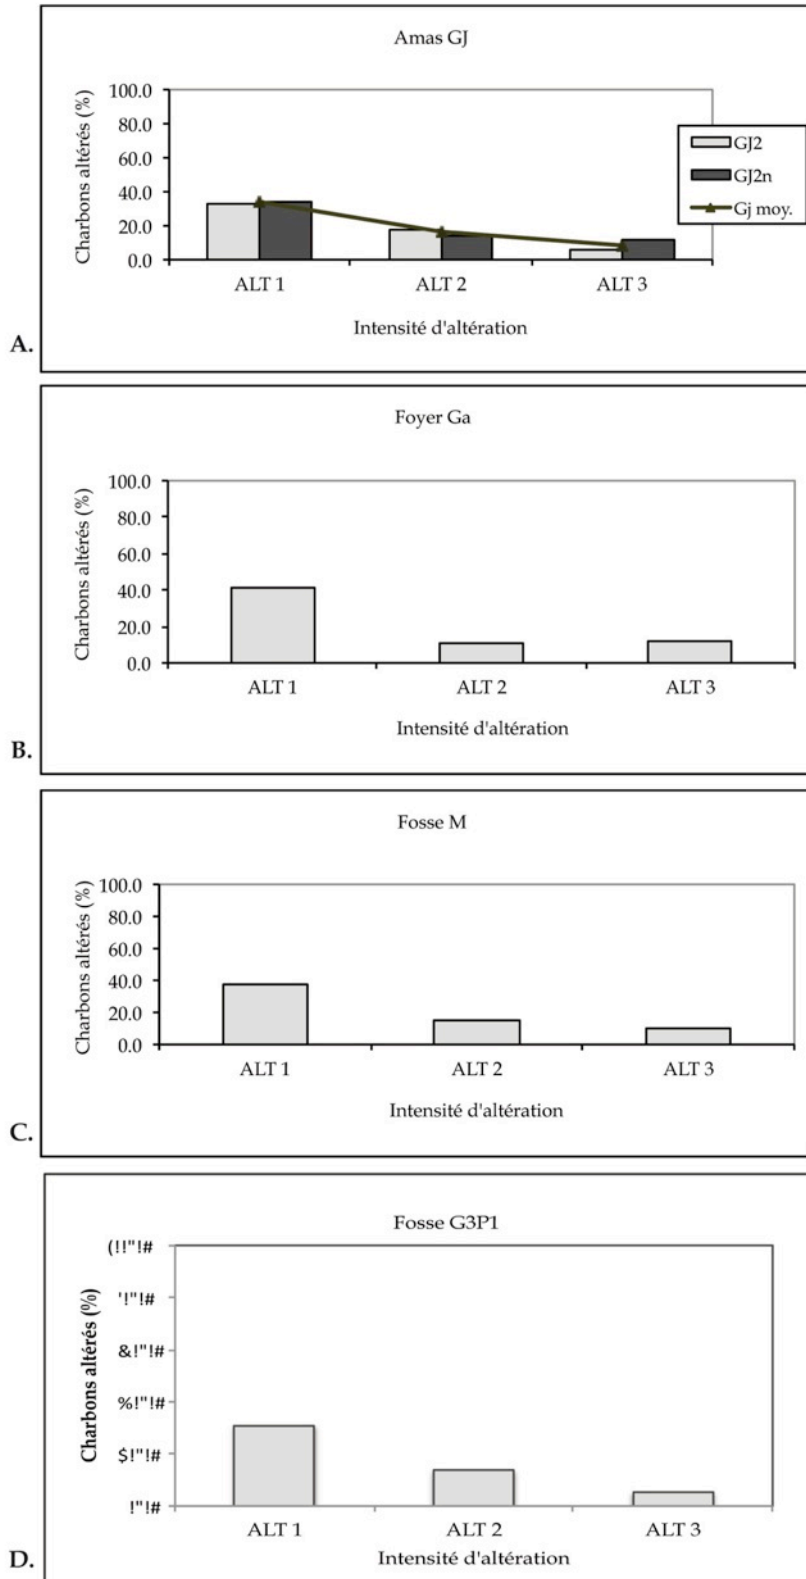 Amas GJ
Charbons altérés (%)
100.0
80.0
60.0
40.0
20.0
0.0
GJ2
GJ2n
Gj moy.
ALT 1 ALT 2 ALT 3
Intensité d'altération
A.
Foyer Ga
Charbons altérés (%)
100.0
80.0
60.0
40.0
20.0
0.0
ALT 1 ALT 2 ALT 3
Intensité d'altération
B.
Fosse M
Charbons altérés (%)
100.0
80.0
60.0
40.0
20.0
0.0
ALT 1 ALT 2 ALT 3
Intensité d'altération
C.
Fosse G3P1
Charbons altérés (%)
(!!"!#
'!"!#
&!"!#
%!"!#
$!"!#
!"!#
ALT 1 ALT 2 ALT 3
Intensité d'altération
D.